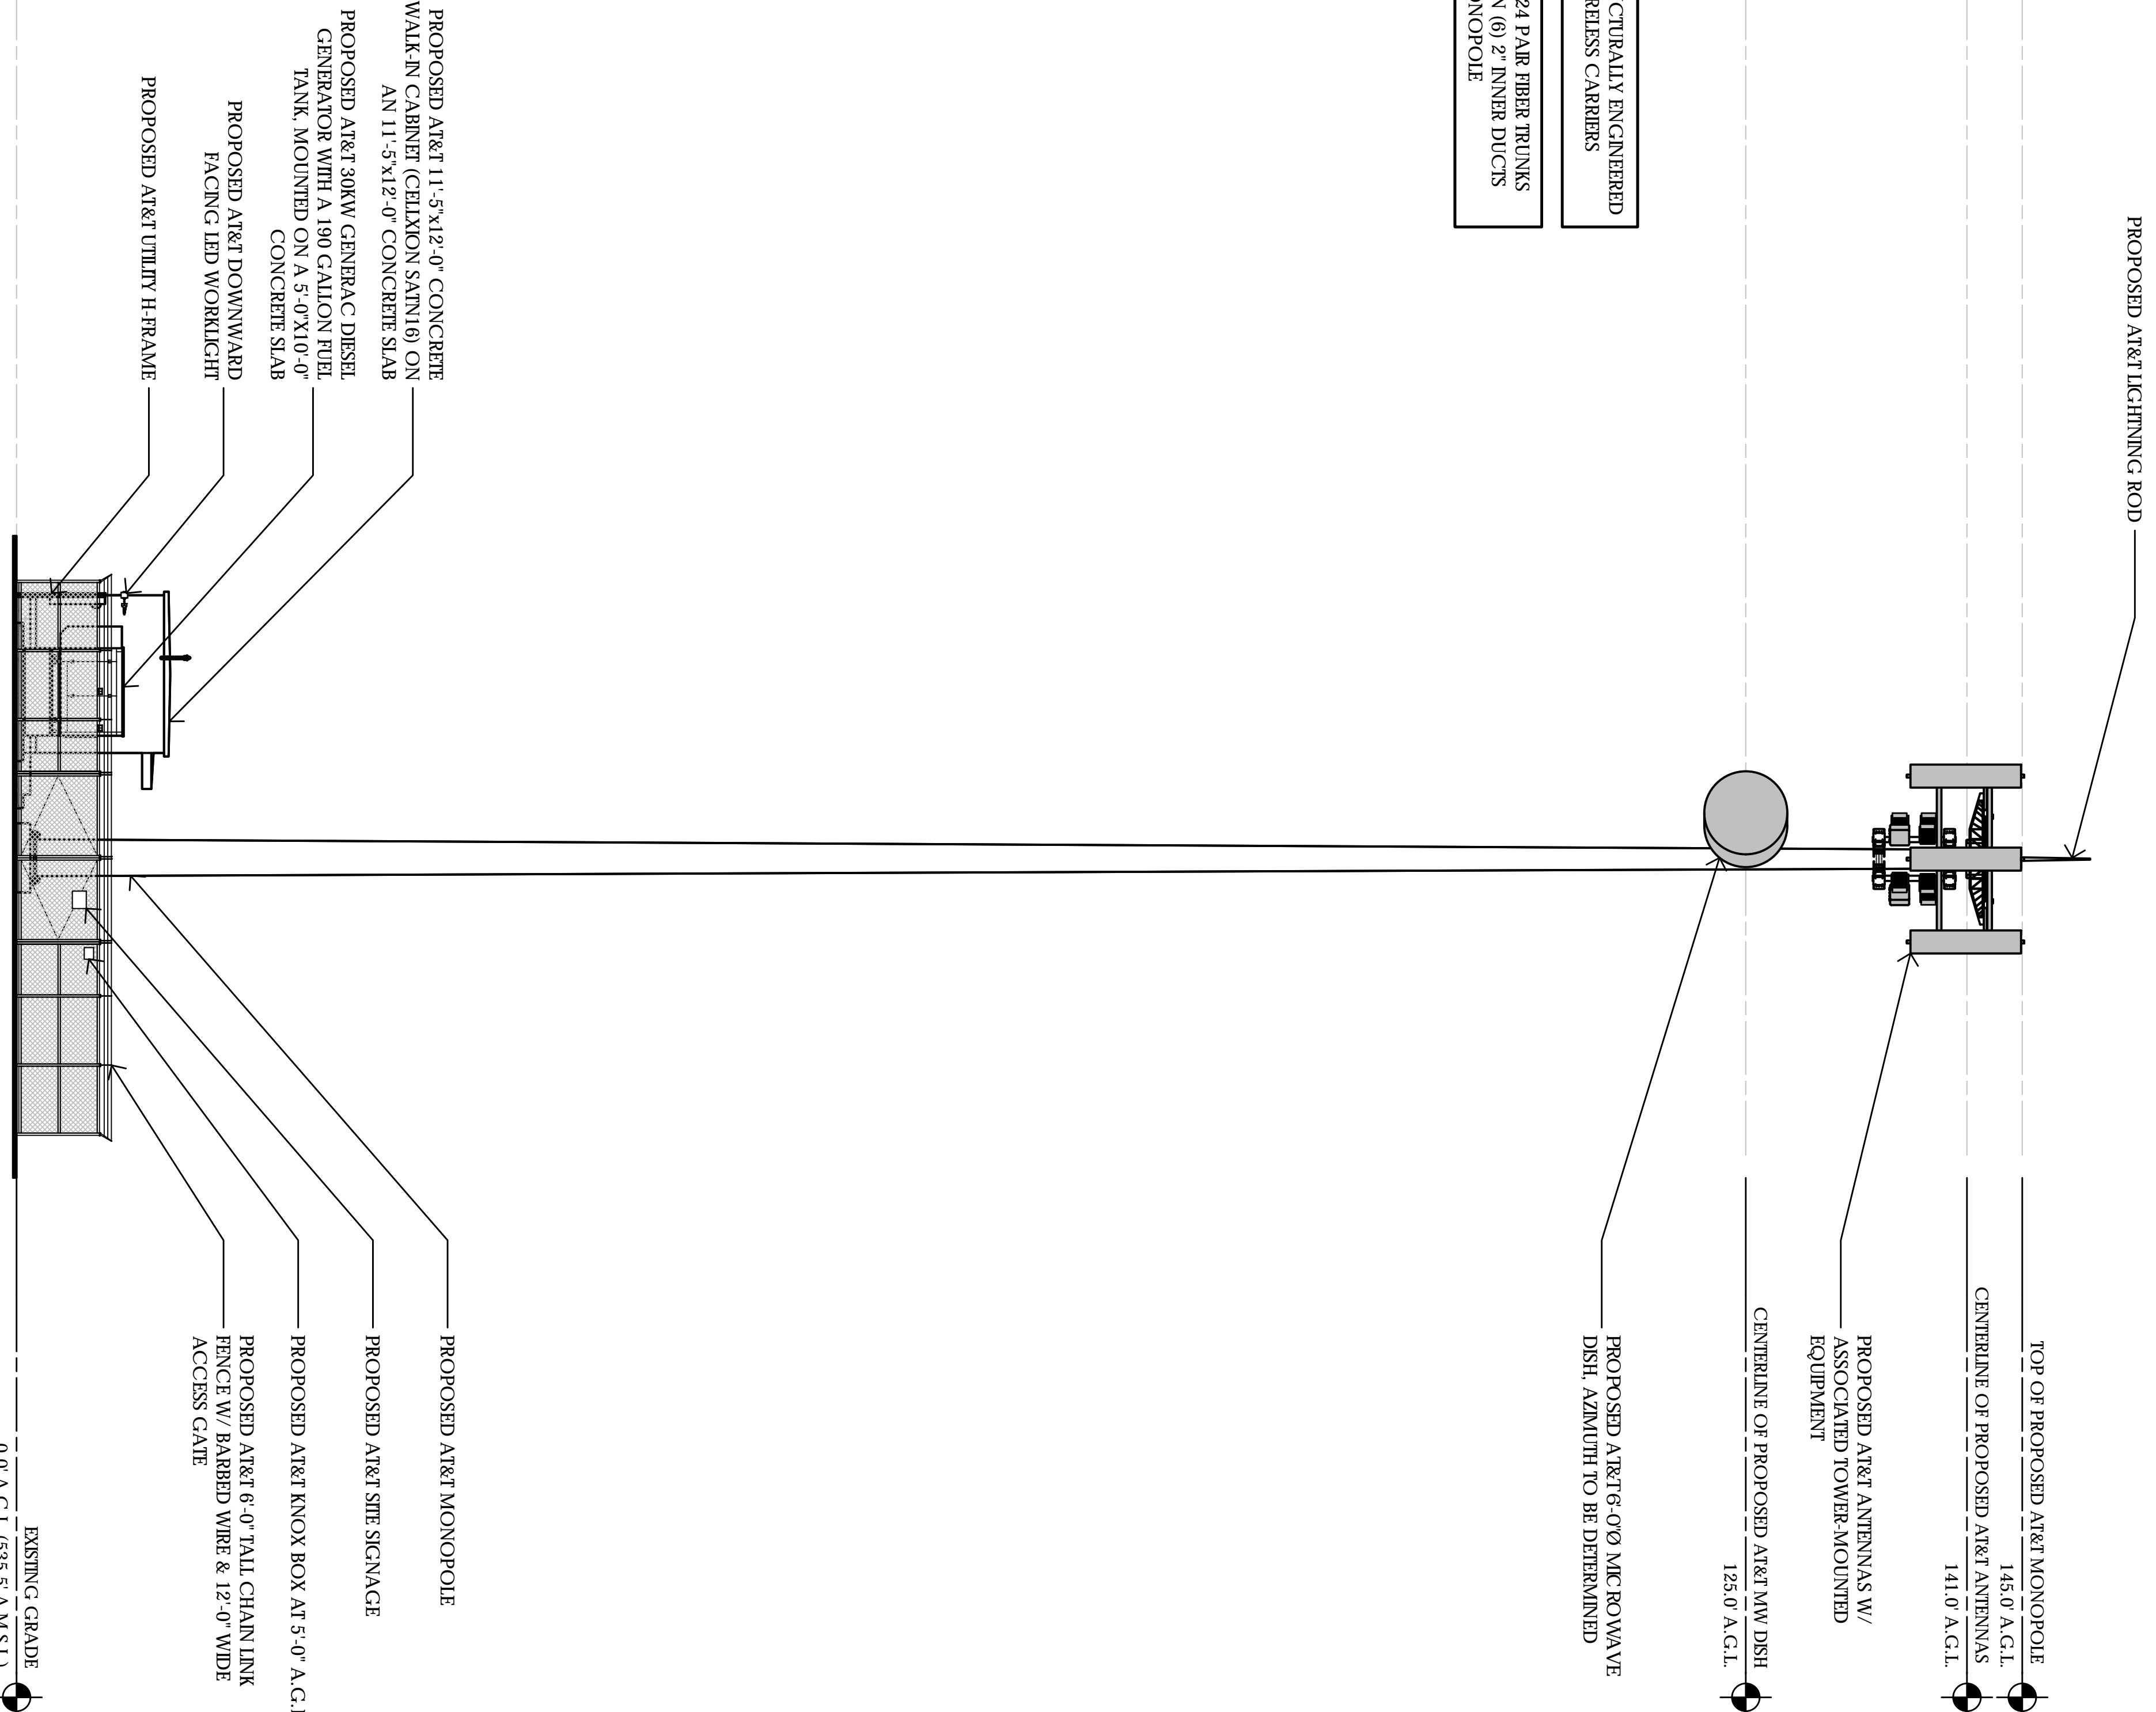 PROPOSED AT&T LIGHTNING ROD
TOP OF PROPOSED AT&T MONOPOLE
145.0' A.G.L.
CENTERLINE OF PROPOSED AT&T ANTENNAS
141.0' A.G.L.
PROPOSED AT&T ANTENNAS W/
ASSOCIATED TOWER-MOUNTED
EQUIPMENT
CENTERLINE OF PROPOSED AT&T MW DISH
125.0' A.G.L.
PROPOSED AT&T 6'-0"Ø MICROWAVE
DISH, AZIMUTH TO BE DETERMINED
CTURALLY ENGINEERED
RELESS CARRIERS
24 PAIR FIBER TRUNKS
N (6) 2" INNER DUCTS
ONOPOLE
PROPOSED AT&T 11'-5"x12'-0" CONCRETE
WALK-IN CABINET (CELLXION SATN16) ON
AN 11'-5"x12'-0" CONCRETE SLAB
PROPOSED AT&T 30KW GENERAC DIESEL
GENERATOR WITH A 190 GALLON FUEL
TANK, MOUNTED ON A 5'-0"X10'-0"
CONCRETE SLAB
PROPOSED AT&T DOWNWARD
FACING LED WORKLIGHT
PROPOSED AT&T UTILITY H-FRAME
PROPOSED AT&T MONOPOLE
PROPOSED AT&T SITE SIGNAGE
PROPOSED AT&T KNOX BOX AT 5'-0" A.G.L
PROPOSED AT&T 6'-0" TALL CHAIN LINK
FENCE W/ BARBED WIRE & 12'-0" WIDE
ACCESS GATE
EXISTING GRADE
0.0' A.G.L. (535.5' A.M.S.L.)